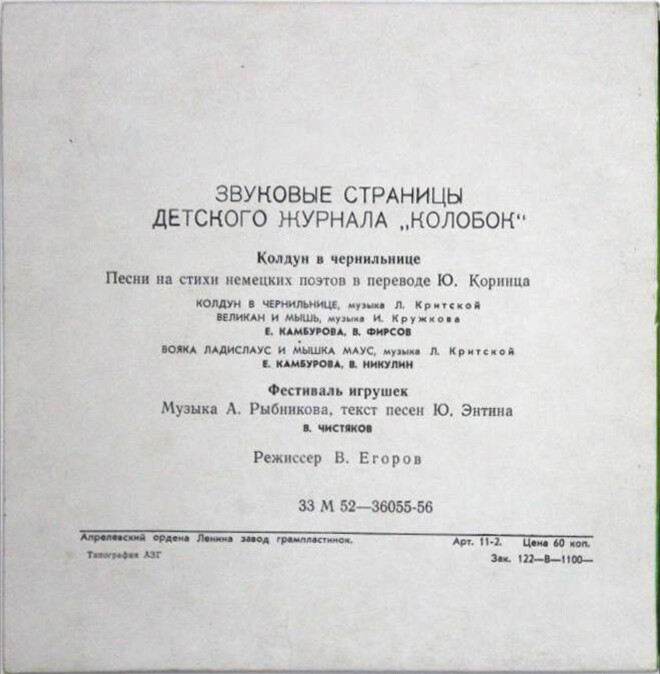 ЗВУКОВЫЕ СТРАНИЦЫ
ДЕТСКОГО ЖУРНАЛА „КОЛОБОК“
Колдун в чернильнице
Песни на стихи немецких поэтов в переводе Ю. Коринца
КОЛДУН В ЧЕРНИЛЬНИЦЕ, музыка Л. Критской
ВЕЛИКАН И МЫШЬ, музыка И. Кружкова
Е. КАМБУРОВА, В. ФИРСОВ
ВОЯКА ЛАДИСЛАУС И МЫШКА МАУС, музыка Л. Критской
Е. КАМБУРОВА, В. НИКУЛИН
Фестиваль игрушек
Музыка А. Рыбникова, текст песен Ю. Энтина
В. ЧИСТЯКОВ
Режиссер В. Егоров
33 М 52—36055-56
Апрелевский ордена Ленина завод грампластинок. Арт. 11-2. Цена 60 коп.
Типография АЗГ Зек. 122—В—1100—